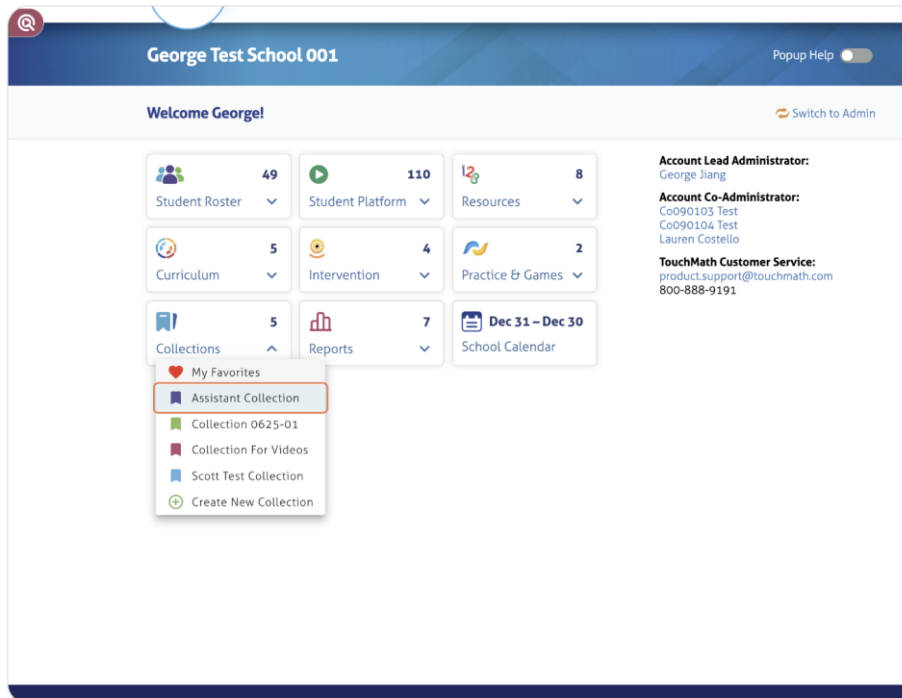 George Test School 001
Popup Help
Welcome George!
Switch to Admin
49
Student Roster
110
Student Platform
123
8
Resources
5
Curriculum
4
Intervention
2
Practice & Games
5
Collections
7
Reports
Dec 31 – Dec 30
School Calendar
My Favorites
Assistant Collection
Collection 0625-01
Collection For Videos
Scott Test Collection
Create New Collection
Account Lead Administrator:
George Jiang
Account Co-Administrator:
Co090103 Test
Co090104 Test
Lauren Costello
TouchMath Customer Service:
product.support@touchmath.com
800-888-9191